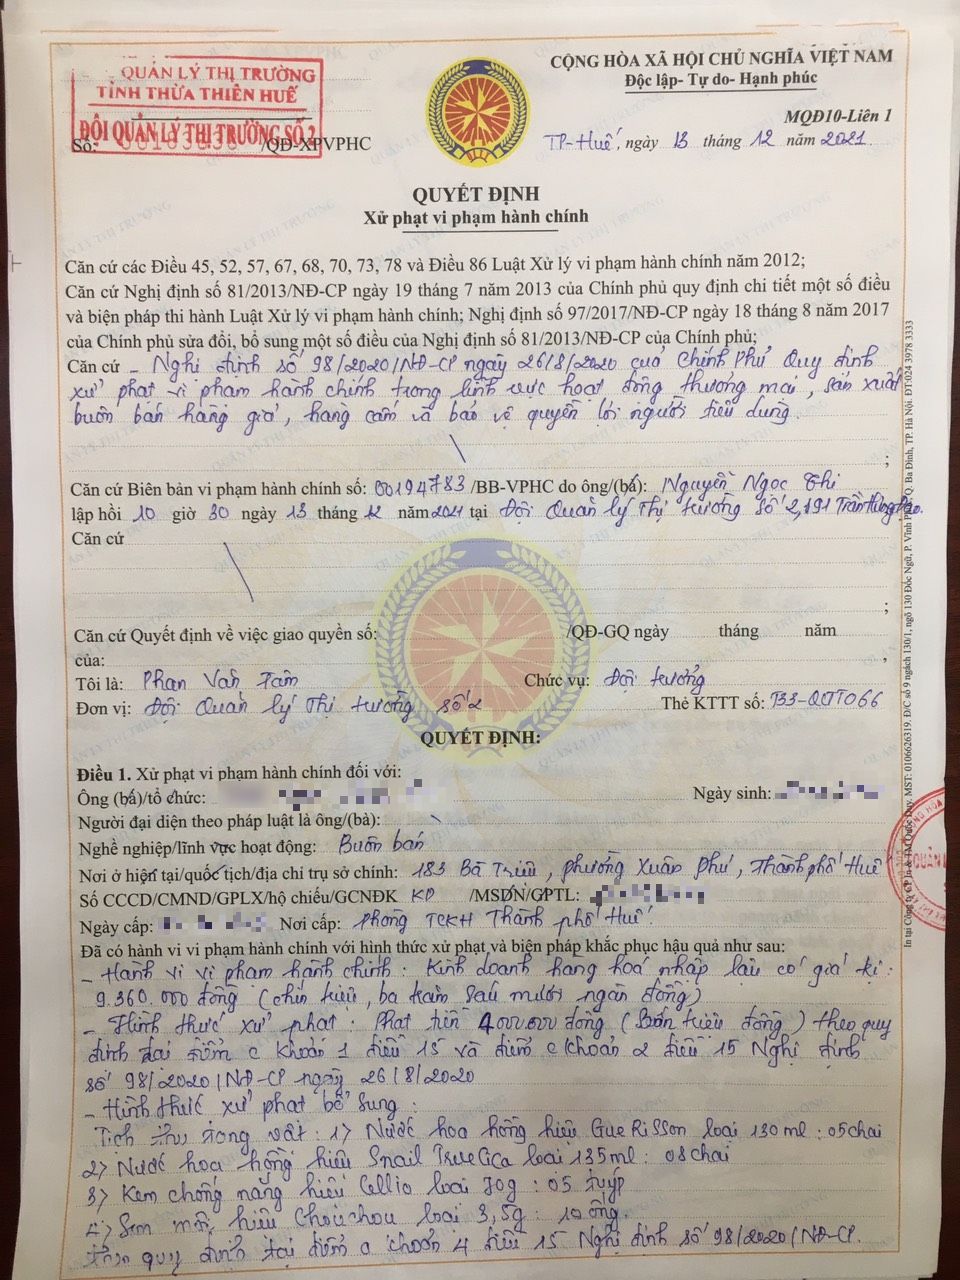 QUẢN LÝ THỊ TRƯỜNG
TỈNH THỪA THIÊN HUẾ
ĐỘI QUẢN LÝ THỊ TRƯỜNG SỐ 2
Số: /QĐ-XPVPHC
CỘNG HÒA XÃ HỘI CHỦ NGHĨA VIỆT NAM
Độc lập- Tự do- Hạnh phúc
MQĐ10-Liên 1
TP-Huế, ngày 13 tháng 12 năm 2021
QUYẾT ĐỊNH
Xử phạt vi phạm hành chính
Căn cứ các Điều 45, 52, 57, 67, 68, 70, 73, 78 và Điều 86 Luật Xử lý vi phạm hành chính năm 2012;
Căn cứ Nghị định số 81/2013/NĐ-CP ngày 19 tháng 7 năm 2013 của Chính phủ quy định chi tiết một số điều
và biện pháp thi hành Luật Xử lý vi phạm hành chính; Nghị định số 97/2017/NĐ-CP ngày 18 tháng 8 năm 2017
của Chính phủ sửa đổi, bổ sung một số điều của Nghị định số 81/2013/NĐ-CP của Chính phủ;
Căn cứ - Nghị định số 98/2020/NĐ-CP ngày 26/8/2020 của Chính Phủ Quy định
xử phạt vi phạm hành chính trong lĩnh vực hoạt động thương mại, sản xuất
buôn bán hàng giả, hàng cấm và bảo vệ quyền lợi người tiêu dùng.
;
Căn cứ Biên bản vi phạm hành chính số: 00194783 /BB-VPHC do ông/(bà): Nguyễn Ngọc Thi
lập hồi 10 giờ 30 ngày 13 tháng 12 năm 2021 tại Đội Quản lý Thị trường số 2, 191 Trần Hưng Đạo.
Căn cứ
;
Căn cứ Quyết định về việc giao quyền số: /QĐ-GQ ngày tháng năm
của: ,
Tôi là: Phan Văn Tâm Chức vụ: Đội trưởng
Đơn vị: Đội Quản lý Thị trường số 2 Thẻ KTTT số: T33-QLTT066
QUYẾT ĐỊNH:
Điều 1. Xử phạt vi phạm hành chính đối với:
Ông (bà)/tổ chức: Ngày sinh:
Người đại diện theo pháp luật là ông/(bà):
Nghề nghiệp/lĩnh vực hoạt động: Buôn bán
Nơi ở hiện tại/quốc tịch/địa chỉ trụ sở chính: 183 Bà Triệu, phường Xuân Phú, Thành phố Huế
Số CCCD/CMND/GPLX/hộ chiếu/GCNĐK KD /MSDN/GPTL:
Ngày cấp: Nơi cấp: Phòng TCKH Thành phố Huế.
Đã có hành vi vi phạm hành chính với hình thức xử phạt và biện pháp khắc phục hậu quả như sau:
- Hành vi vi phạm hành chính: Kinh doanh hàng hoá nhập lậu có giá trị:
9.360.000 đồng (chín triệu, ba trăm sáu mươi ngàn đồng)
- Hình thức xử phạt: Phạt tiền 4000000 đồng (Bốn triệu đồng) theo quy
định tại điểm c khoản 1 điều 15 và điểm c khoản 2 điều 15 Nghị định
số 98/2020/NĐ-CP ngày 26/8/2020
- Hình thức xử phạt bổ sung:
Tịch thu tang vật: 1) Nước hoa hồng hiệu GueRisson loại 130ml: 05 chai
2) Nước hoa hồng hiệu Snail TrueCica loại 135ml: 08 chai
3) Kem chống nắng hiệu Cellio loại 70g: 05 tuýp
4) Son môi hiệu Chouchou loại 3,5g: 10 ống.
theo quy định tại điểm a khoản 4 điều 15 Nghị định số 98/2020/NĐ-CP.